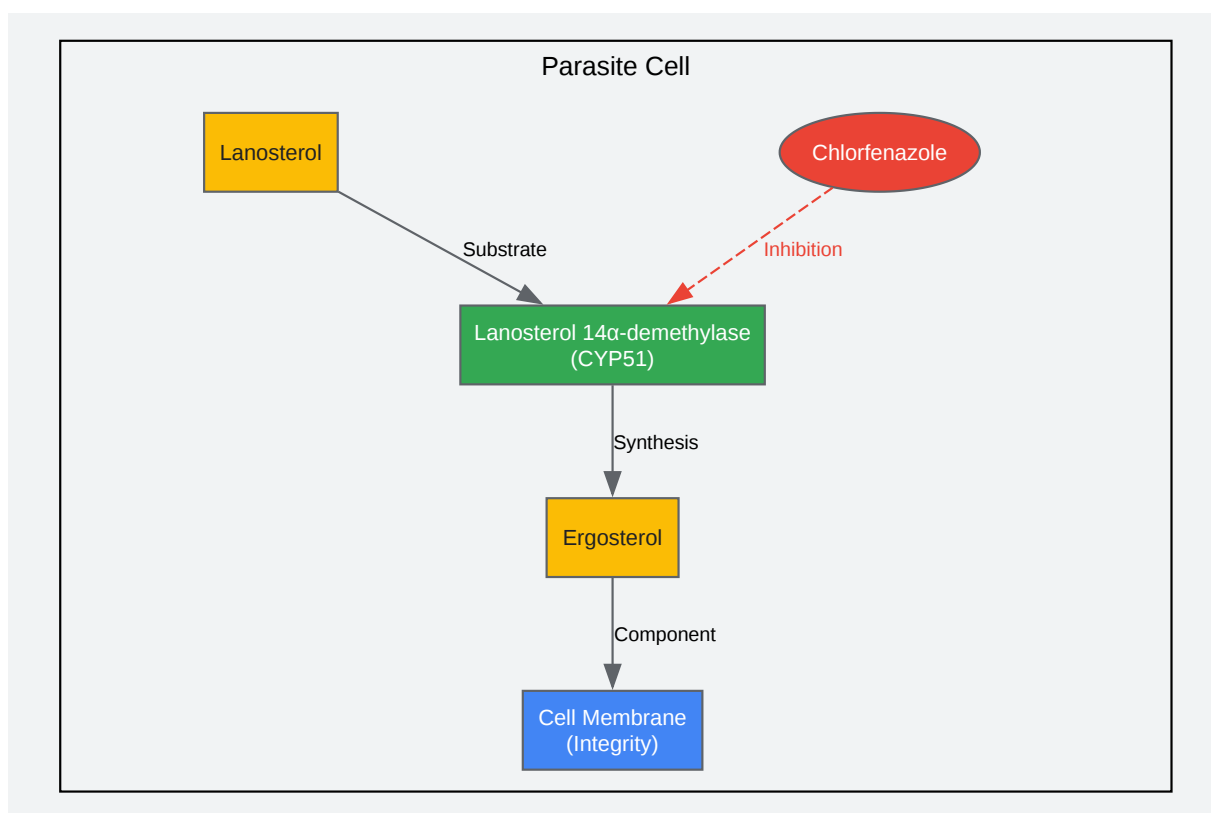 Parasite Cell
Lanosterol
Chlorfenazole
Substrate
Inhibition
Lanosterol 14α-demethylase
(CYP51)
Synthesis
Ergosterol
Component
Cell Membrane
(Integrity)